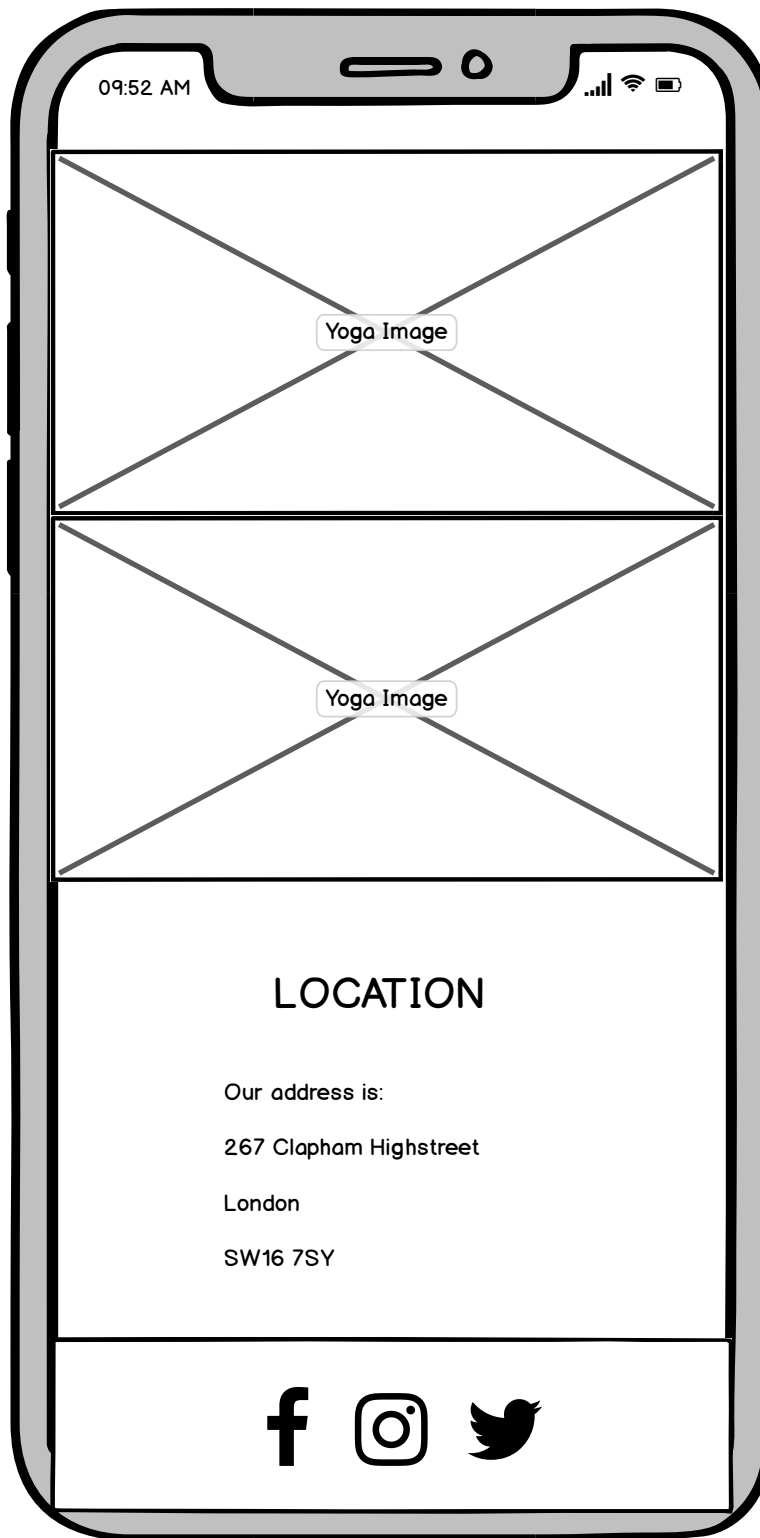 09:52 AM
Yoga Image
Yoga Image
LOCATION
Our address is:
267 Clapham Highstreet
London
SW16 7SY